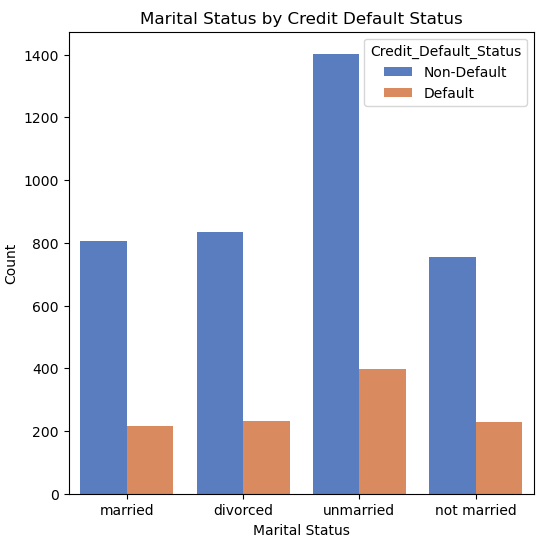 Marital Status by Credit Default Status
Credit_Default_Status
Non-Default
Default
1400
1200
1000
800
600
400
200
0
Count
married divorced unmarried not married
Marital Status